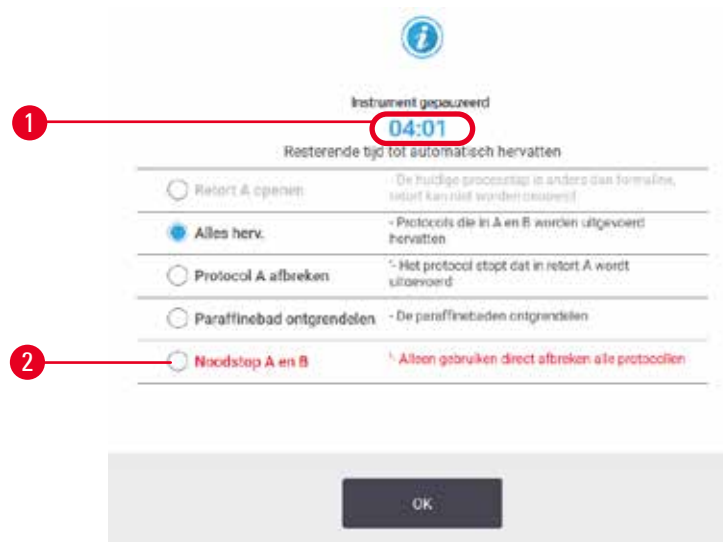 i
Instrument gepauzeerd
1
04:01
Resterende tijd tot automatisch hervatten
Retort A openen
- De huidige processtap is anders dan formaline,
retort kan niet worden geopend
Alles herv.
- Protocols die in A en B worden uitgevoerd
hervatten
Protocol A afbreken
- Het protocol stopt dat in retort A wordt
uitgevoerd
Paraffinebad ontgrendelen
- De paraffinebaden ontgrendelen
2
Noodstop A en B
- Alleen gebruiken direct afbreken alle protocollen
OK